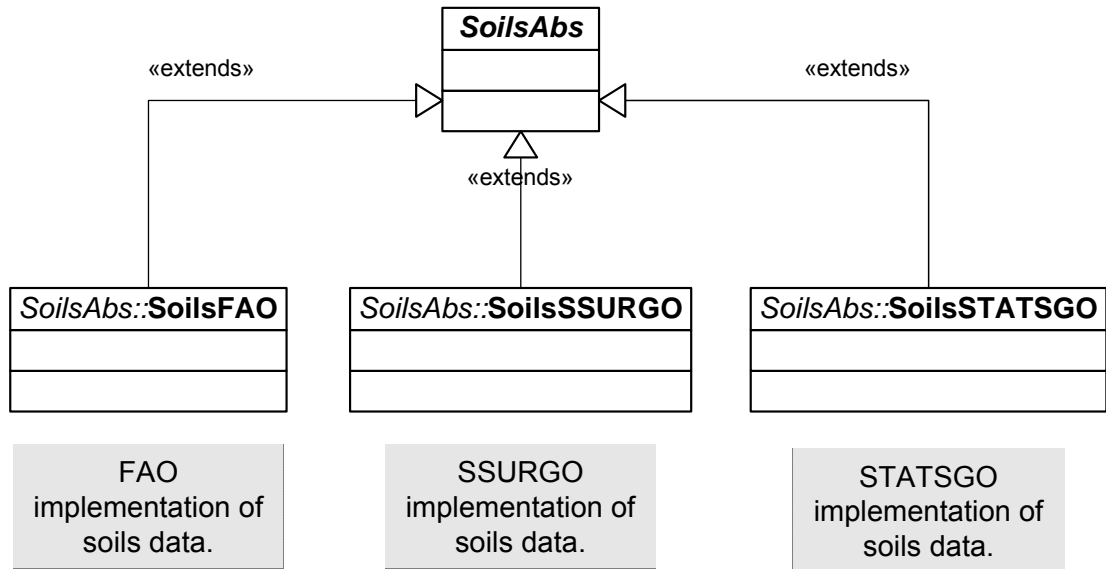 SoilsAbs
«extends»
«extends»
«extends»
SoilsAbs::SoilsFAO
SoilsAbs::SoilsSSURGO
SoilsAbs::SoilsSTATSGO
FAO
implementation of
soils data.
SSURGO
implementation of
soils data.
STATSGO
implementation of
soils data.